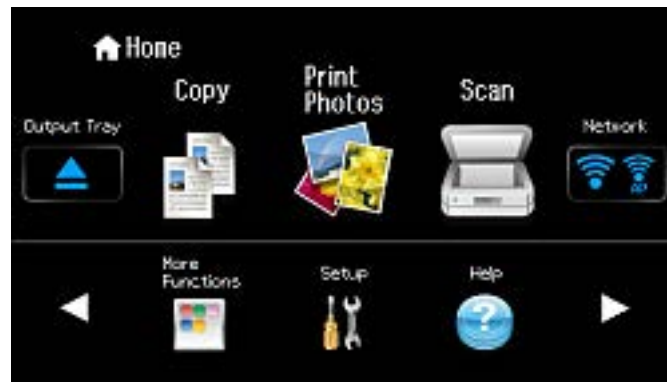 Home
Copy
Print
Photos
Scan
Output Tray
Network
More
Functions
Setup
Help